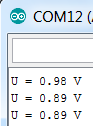 COM12 (
U = 0.98 V
U = 0.89 V
U = 0.89 V